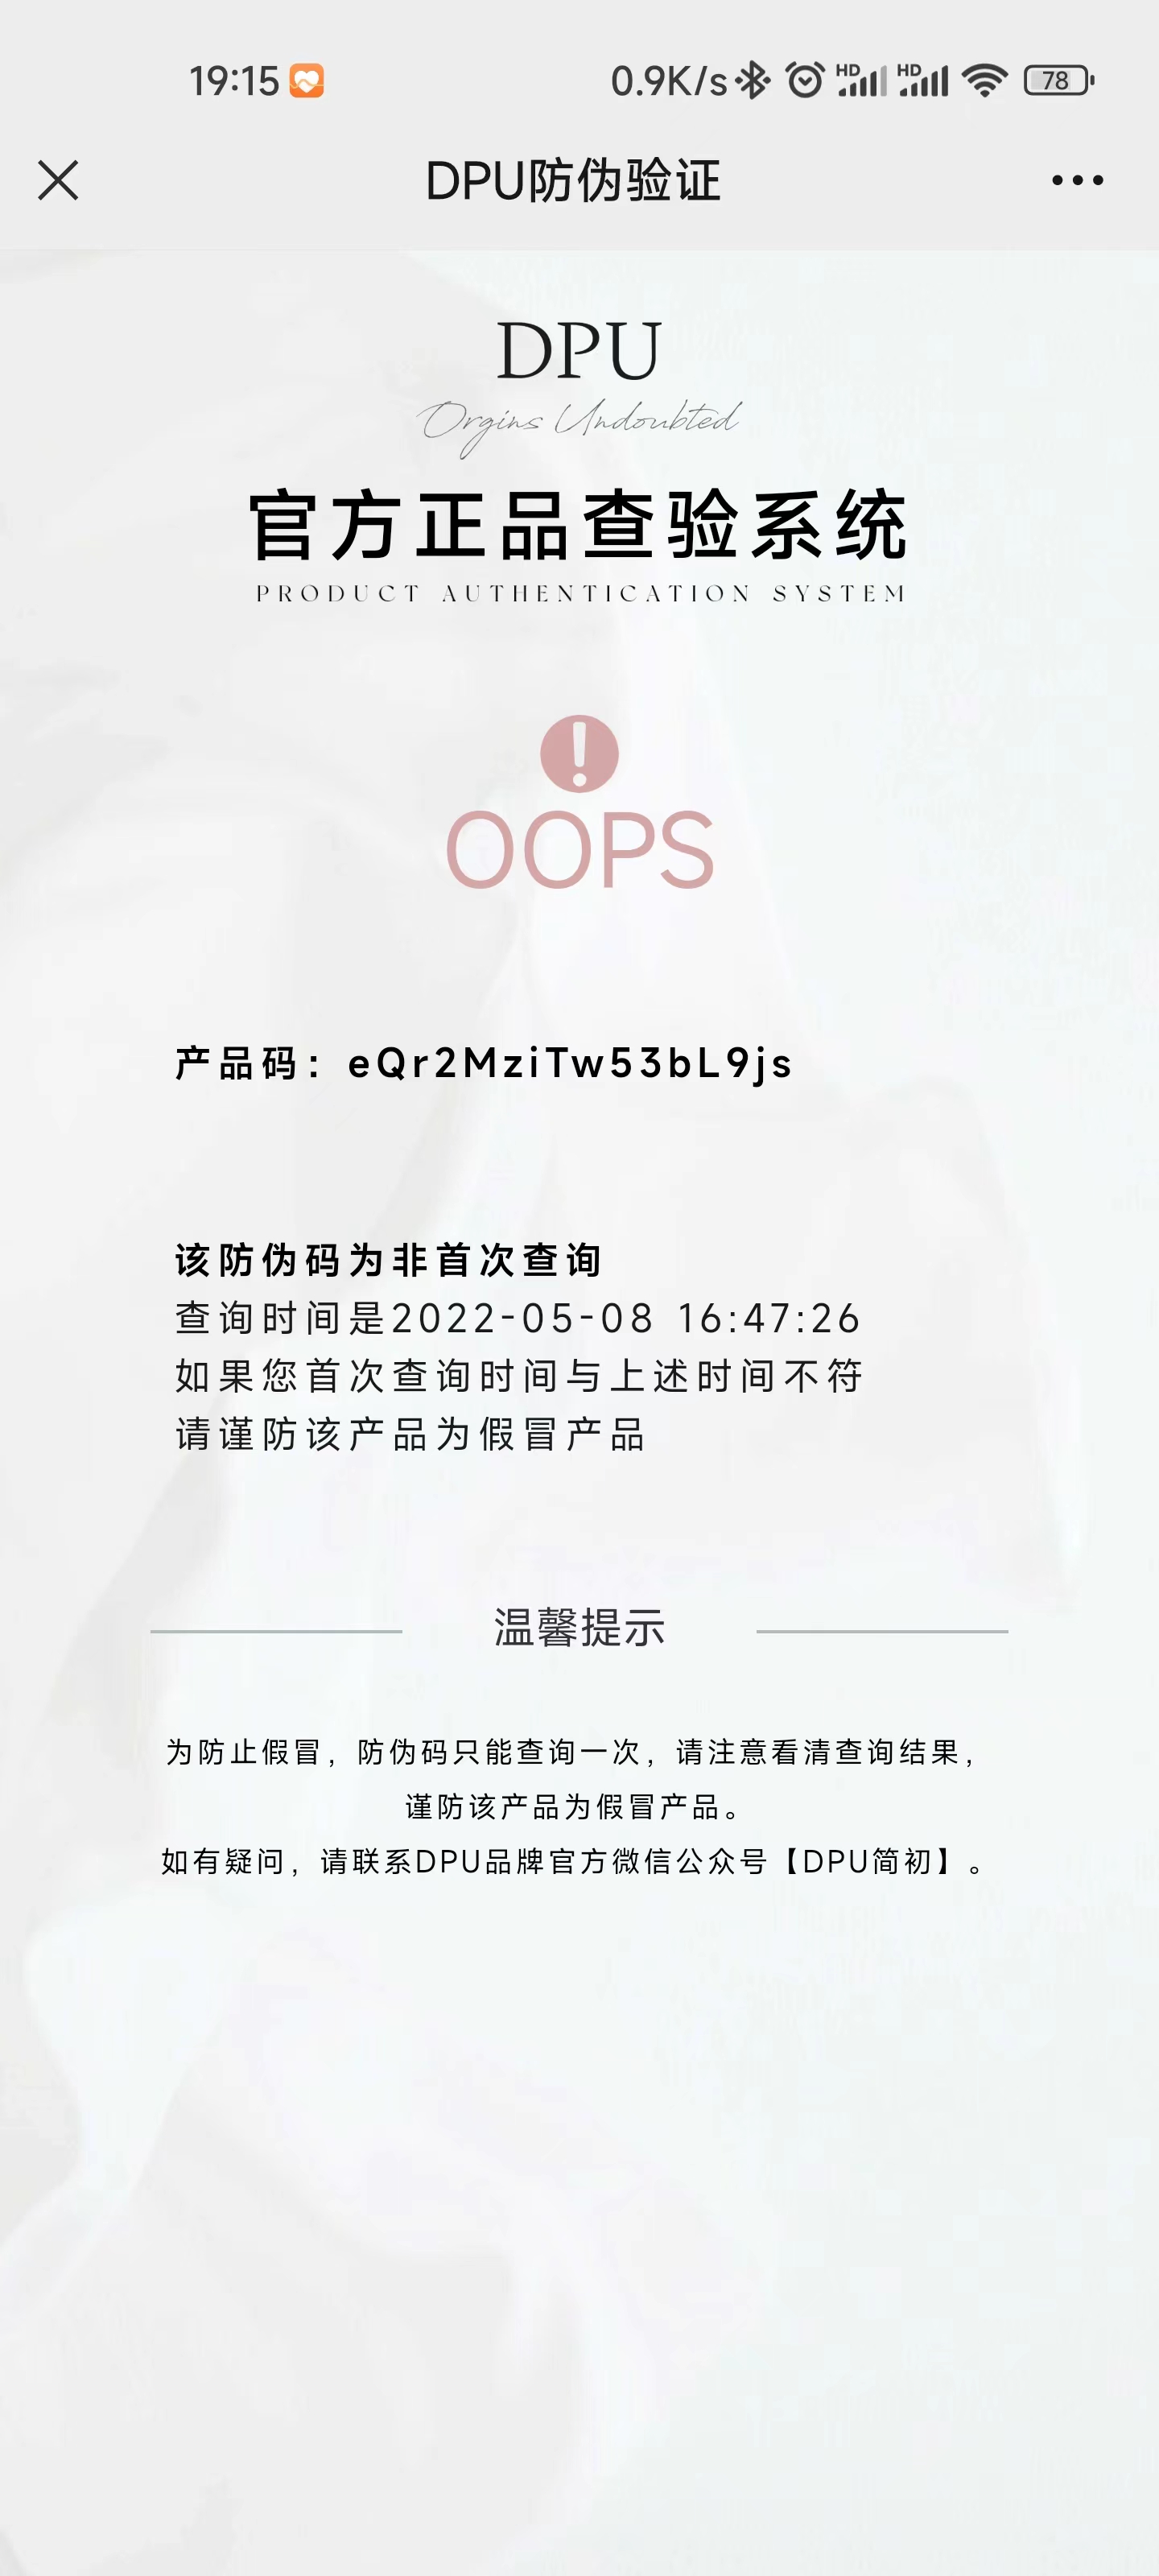 19:15
0.9K/s HD HD 78
DPU防伪验证
DPU
Orgins Undoubted
官方正品查验系统
PRODUCT AUTHENTICATION SYSTEM
OOPS
产品码：eQr2MziTw53bL9js
该防伪码为非首次查询
查询时间是2022-05-08 16:47:26
如果您首次查询时间与上述时间不符
请谨防该产品为假冒产品
温馨提示
为防止假冒，防伪码只能查询一次，请注意看清查询结果，
谨防该产品为假冒产品。
如有疑问，请联系DPU品牌官方微信公众号【DPU简初】。